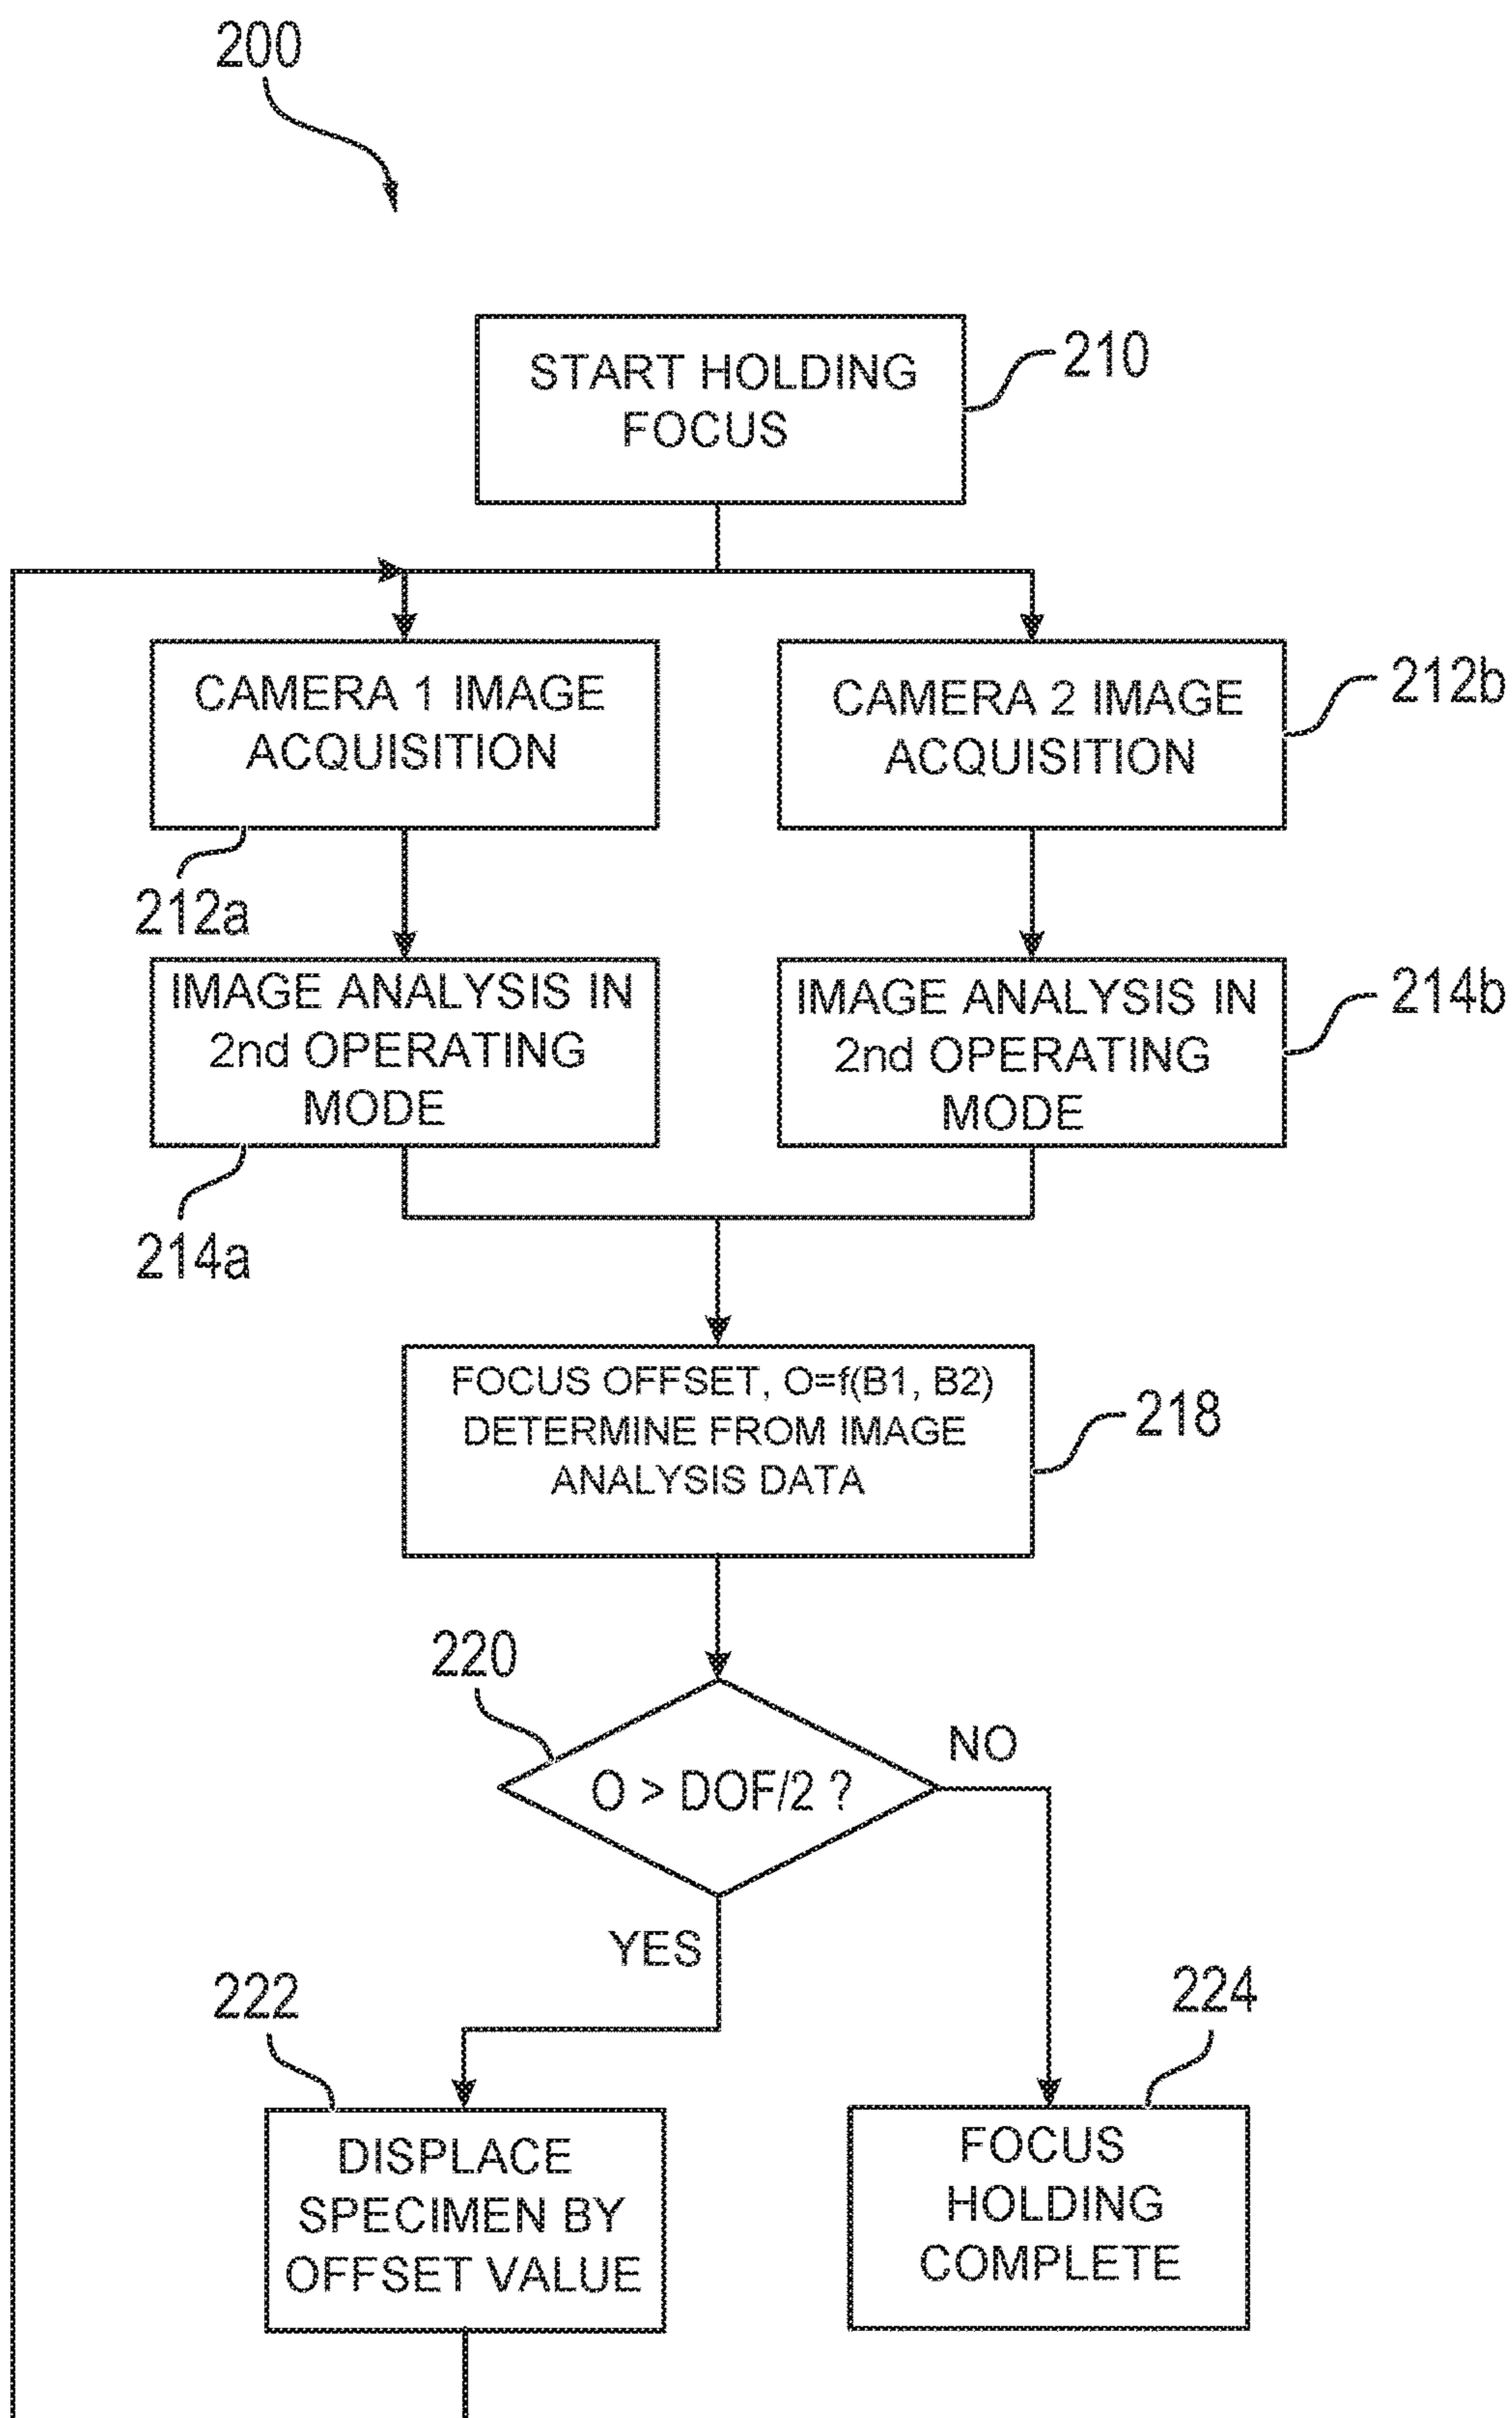 200
START HOLDING
FOCUS
210
CAMERA 1 IMAGE
ACQUISITION
212a
CAMERA 2 IMAGE
ACQUISITION
212b
IMAGE ANALYSIS IN
2nd OPERATING
MODE
214a
IMAGE ANALYSIS IN
2nd OPERATING
MODE
214b
FOCUS OFFSET, O=f(B1, B2)
DETERMINE FROM IMAGE
ANALYSIS DATA
218
220
O > DOF/2 ?
NO
YES
222
DISPLACE
SPECIMEN BY
OFFSET VALUE
224
FOCUS
HOLDING
COMPLETE